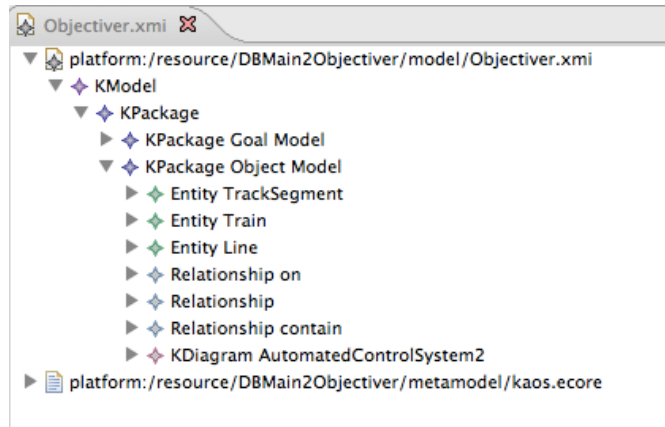 Objectiver.xmi
platform:/resource/DBMain2Objectiver/model/Objectiver.xmi
KModel
KPackage
KPackage Goal Model
KPackage Object Model
Entity TrackSegment
Entity Train
Entity Line
Relationship on
Relationship
Relationship contain
KDiagram AutomatedControlSystem2
platform:/resource/DBMain2Objectiver/metamodel/kaos.ecore